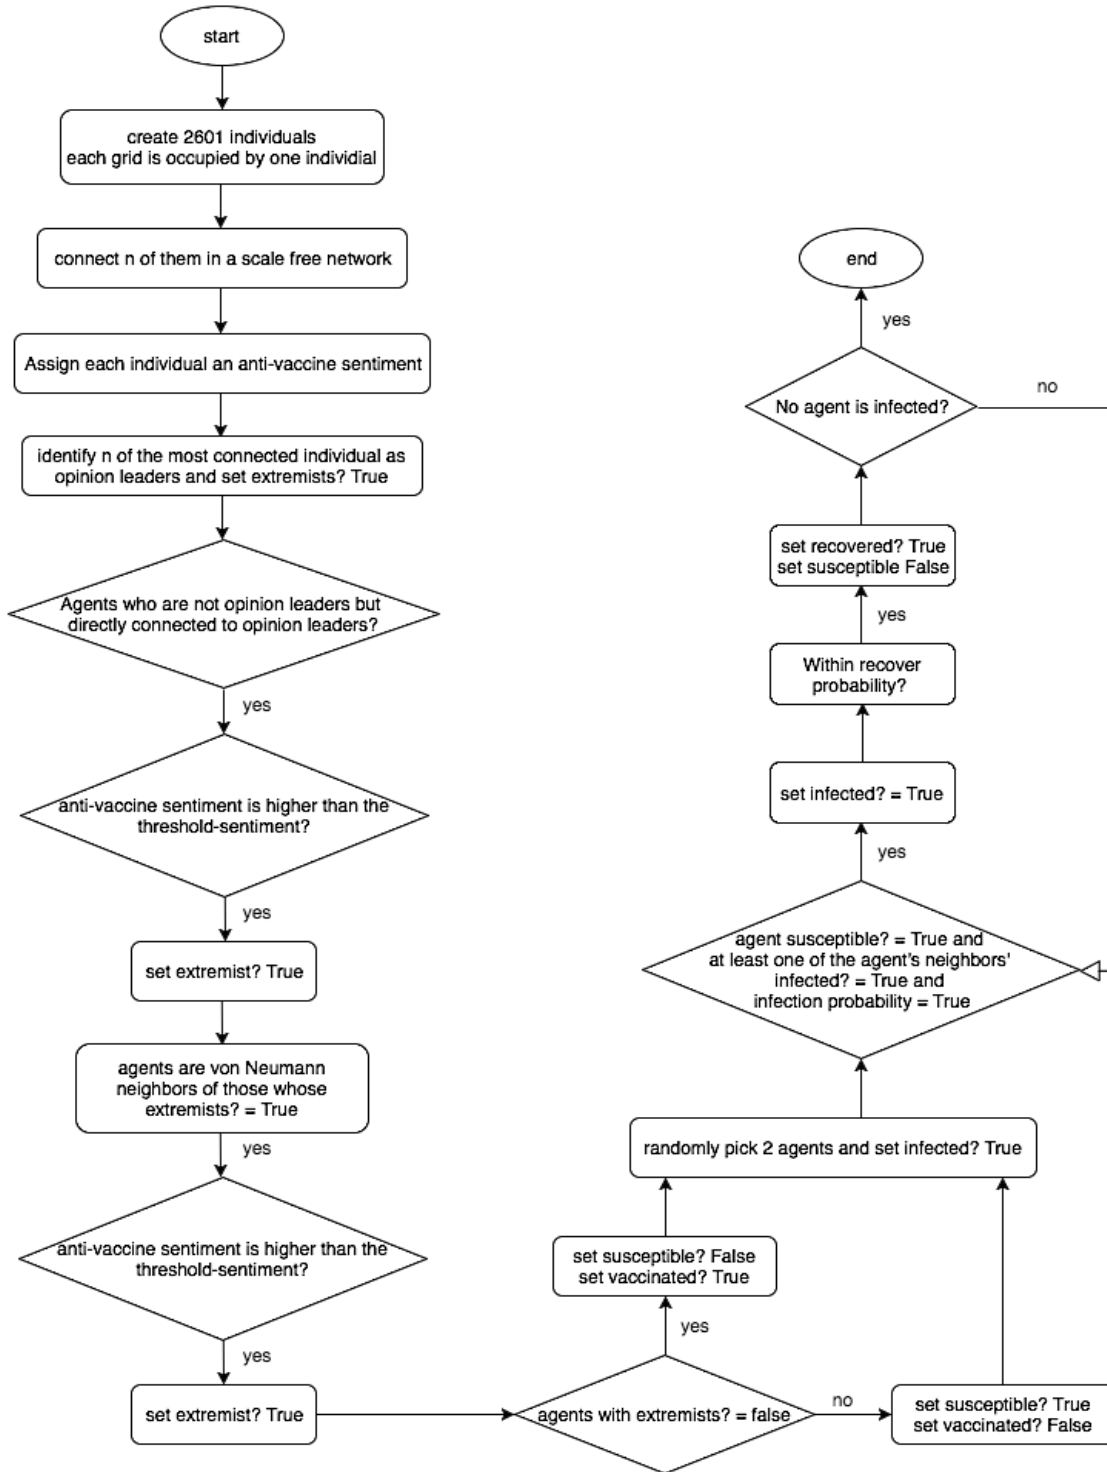 start
create 2601 individuals
each grid is occupied by one individial
connect n of them in a scale free network
Assign each individual an anti-vaccine sentiment
identify n of the most connected individual as
opinion leaders and set extremists? True
Agents who are not opinion leaders but
directly connected to opinion leaders?
yes
anti-vaccine sentiment is higher than the
threshold-sentiment?
yes
set extremist? True
agents are von Neumann
neighbors of those whose
extremists? = True
yes
anti-vaccine sentiment is higher than the
threshold-sentiment?
yes
set extremist? True
agents with extremists? = false
yes
set susceptible? False
set vaccinated? True
no
set susceptible? True
set vaccinated? False
randomly pick 2 agents and set infected? True
agent susceptible? = True and
at least one of the agent's neighbors'
infected? = True and
infection probability = True
yes
set infected? = True
Within recover
probability?
yes
set recovered? True
set susceptible False
No agent is infected?
no
yes
end